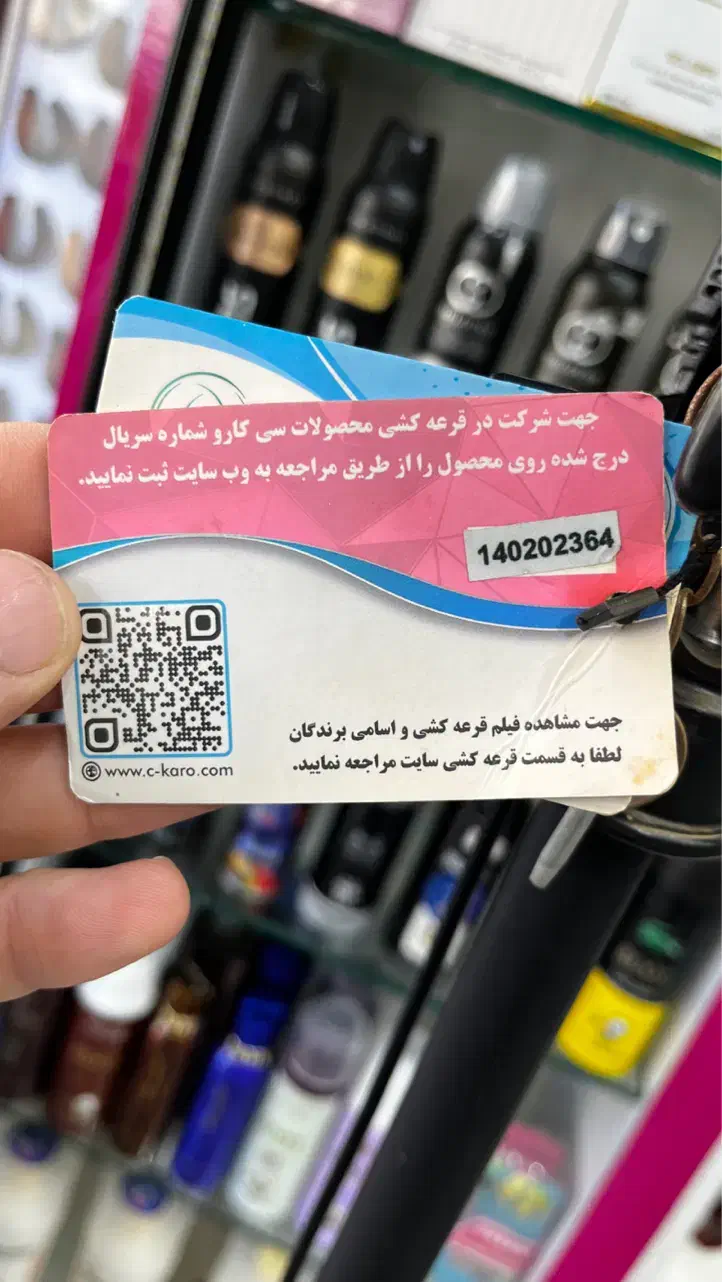 جهت شرکت در قرعه کشی محصولات سی کارو شماره سریال
درج شده روی محصول را از طریق مراجعه به وب سایت ثبت نمایید.
140202364
جهت مشاهده فیلم قرعه کشی و اسامی برندگان
لطفا به قسمت قرعه کشی سایت مراجعه نمایید.
www.c-karo.com